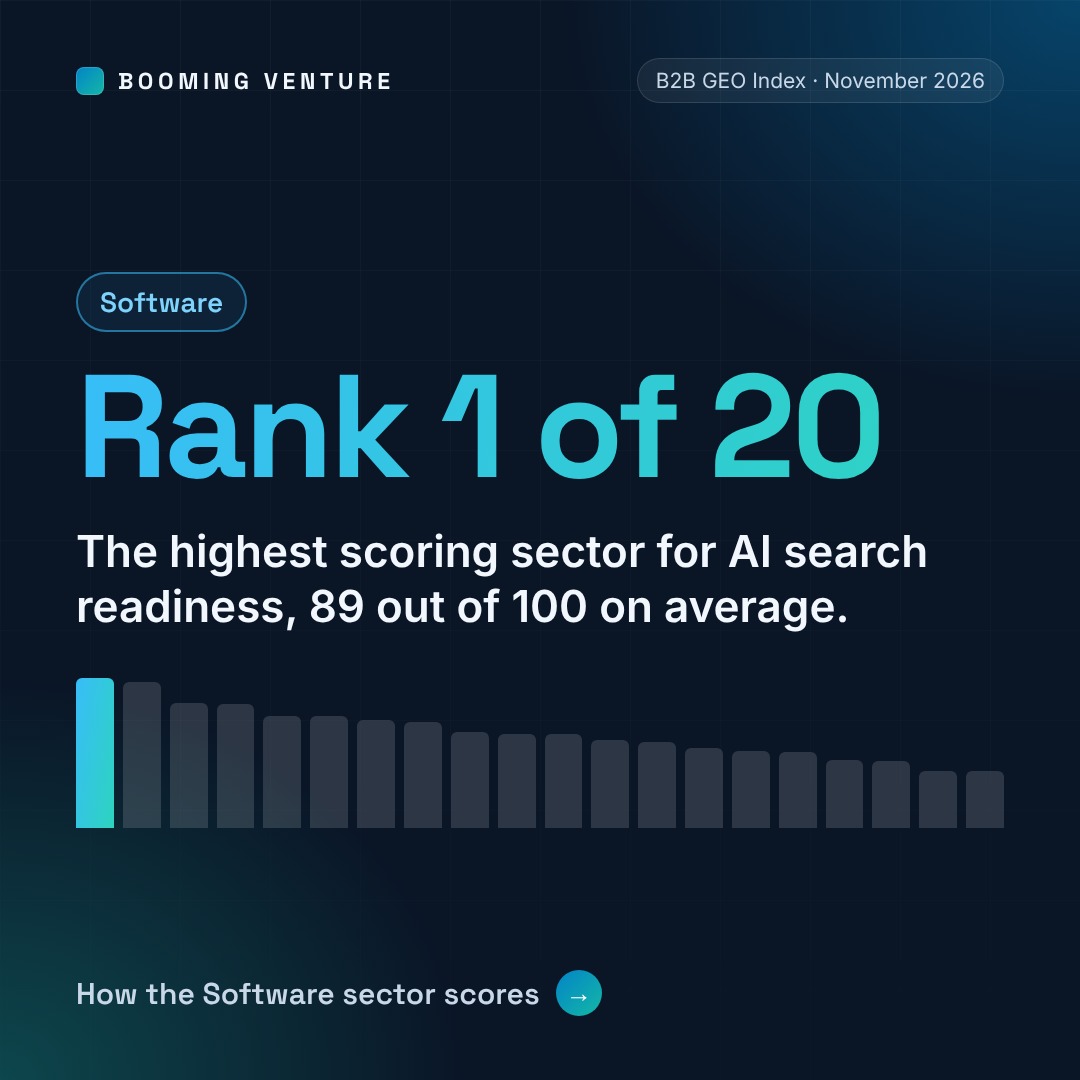 BOOMING VENTURE
B2B GEO Index · November 2026
Software
Rank 1 of 20
The highest scoring sector for AI search
readiness, 89 out of 100 on average.
How the Software sector scores →